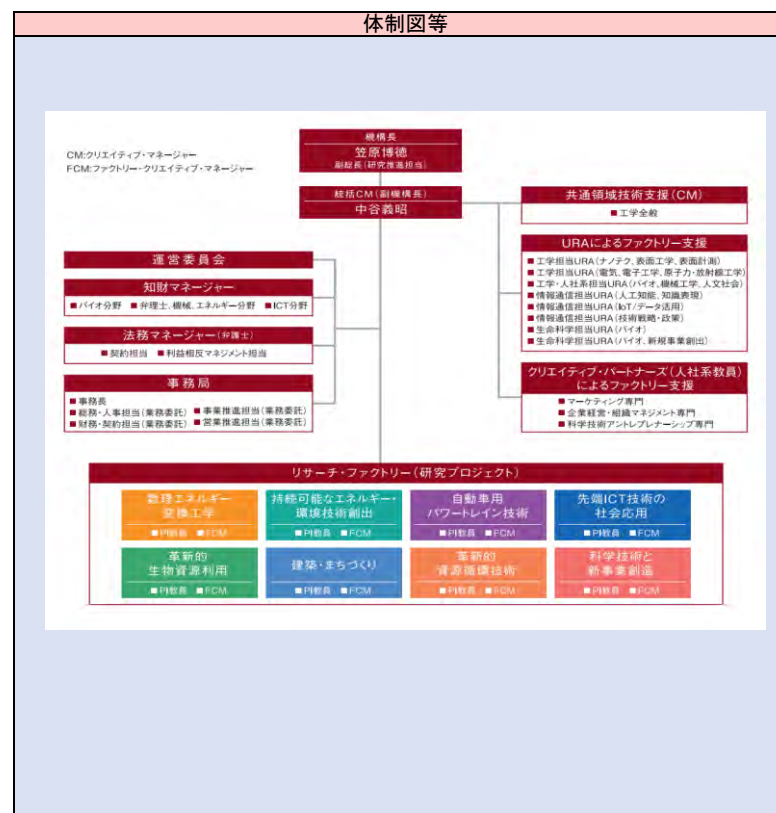 体制図等
CM:クリエイティブ・マネージャー
FCM:ファクトリー・クリエイティブ・マネージャー
機構長
笠原博徳
副総長(研究推進担当)
統括CM(副機構長)
中谷義昭
運営委員会
知財マネージャー
■バイオ分野 ■弁理士、機械、エネルギー分野 ■ICT分野
法務マネージャー(弁護士)
■契約担当 ■利益相反マネジメント担当
事務局
■事務長
■総務・人事担当(業務委託) ■事業推進担当(業務委託)
■財務・契約担当(業務委託) ■営業推進担当(業務委託)
共通領域技術支援(CM)
■工学全般
URAによるファクトリー支援
■工学担当URA(ナノテク、表面工学、表面計測)
■工学担当URA(電気、電子工学、原子力・放射線工学)
■工学・人社系担当URA(バイオ、機械工学、人文社会)
■情報通信担当URA(人工知能、知識表現)
■情報通信担当URA(IoT/データ活用)
■情報通信担当URA(技術戦略・政策)
■生命科学担当URA(バイオ)
■生命科学担当URA(バイオ、新規事業創出)
クリエイティブ・パートナーズ(人社系教員)
によるファクトリー支援
■マーケティング専門
■企業経営・組織マネジメント専門
■科学技術アントレプレナーシップ専門
リサーチ・ファクトリー(研究プロジェクト)
数理エネルギー
変換工学
■PI教員 ■FCM
持続可能なエネルギー・
環境技術創出
■PI教員 ■FCM
自動車用
パワートレイン技術
■PI教員 ■FCM
先端ICT技術の
社会応用
■PI教員 ■FCM
革新的
生物資源利用
■PI教員 ■FCM
建築・まちづくり
■PI教員 ■FCM
革新的
資源循環技術
■PI教員 ■FCM
科学技術と
新事業創造
■PI教員 ■FCM